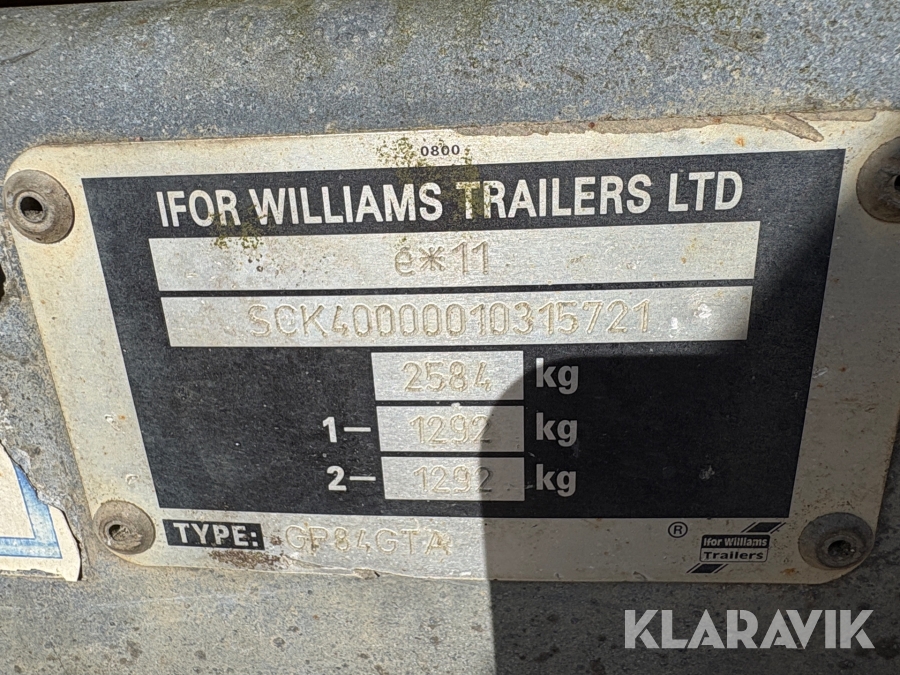 0800
IFOR WILLIAMS TRAILERS LTD
e*11
SCK40000010315721
2584 kg
1– 1292 kg
2– 1292 kg
TYPE: GP84GTA
®
Ifor Williams
Trailers
KLARAVIK